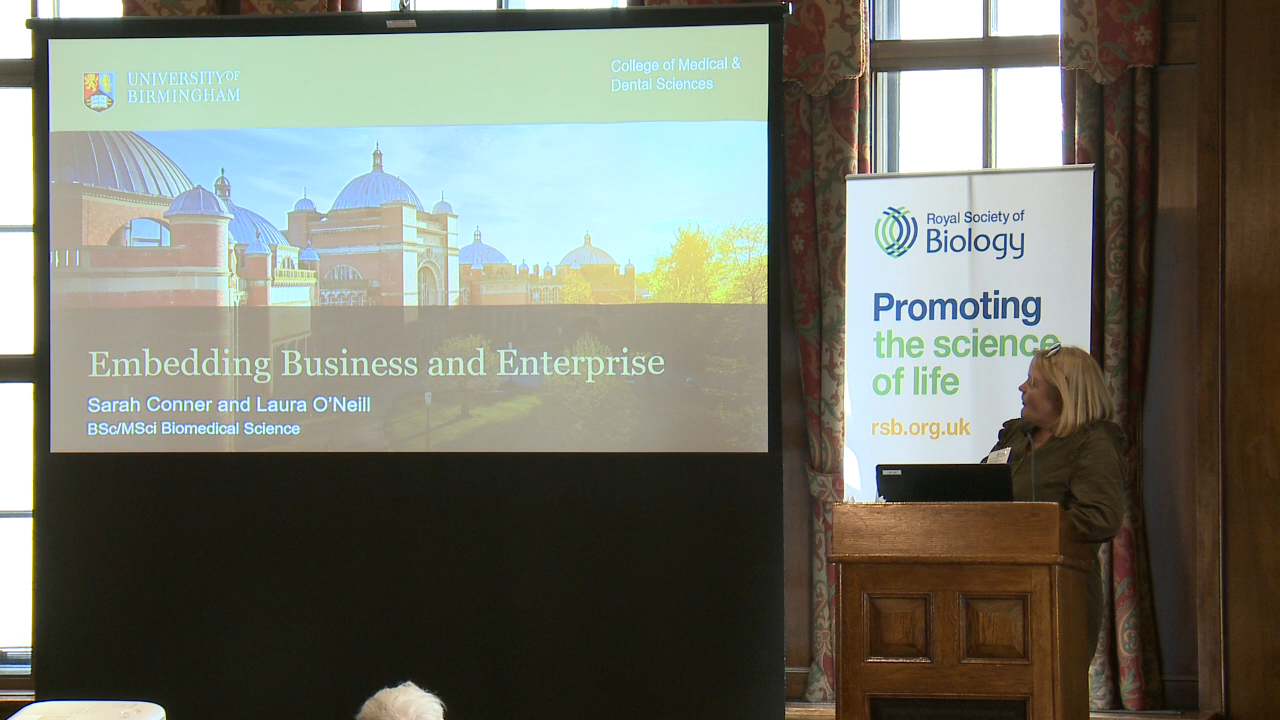 UNIVERSITY OF
BIRMINGHAM
College of Medical &
Dental Sciences
Embedding Business and Enterprise
Sarah Conner and Laura O'Neill
BSc/MSci Biomedical Science
Royal Society of
Biology
Promoting
the science
of life
rsb.org.uk